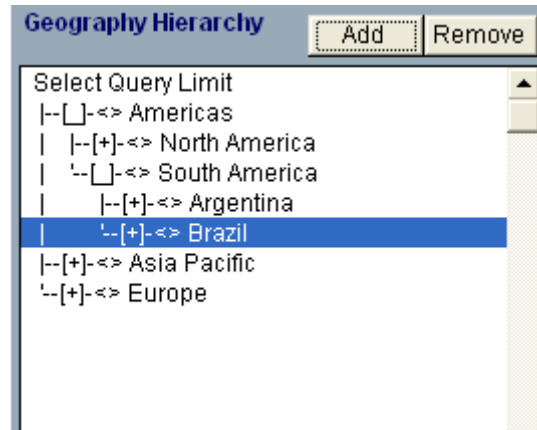 Geography Hierarchy Add Remove
Select Query Limit
|--[_]-<> Americas
| |--[+]-<> North America
| '--[_]-<> South America
| |--[+]-<> Argentina
| '--[+]-<> Brazil
|--[+]-<> Asia Pacific
'--[+]-<> Europe